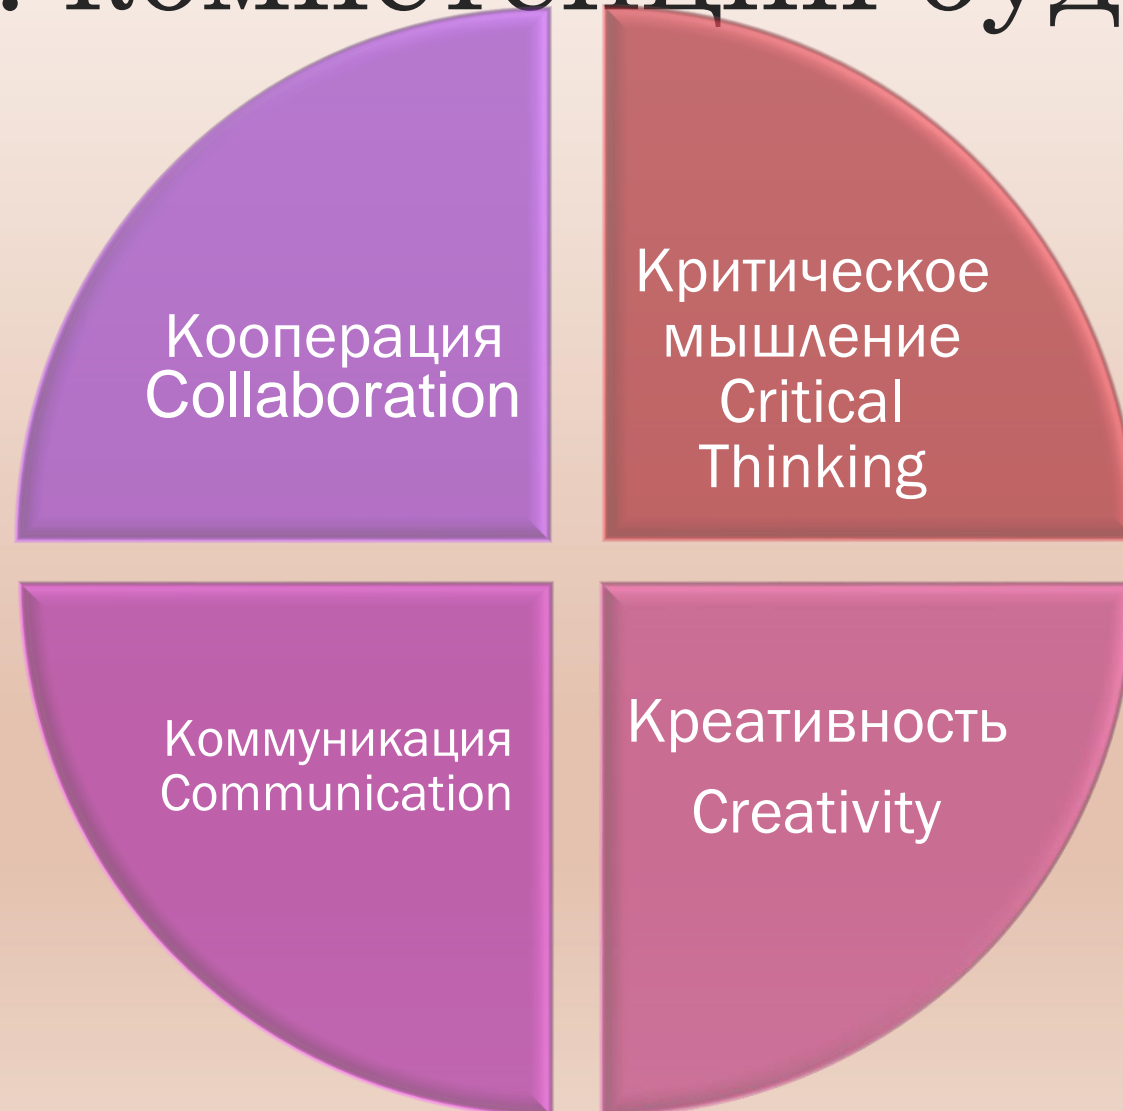 Кооперация
Collaboration
Критическое
мышление
Critical
Thinking
Коммуникация
Communication
Креативность
Creativity